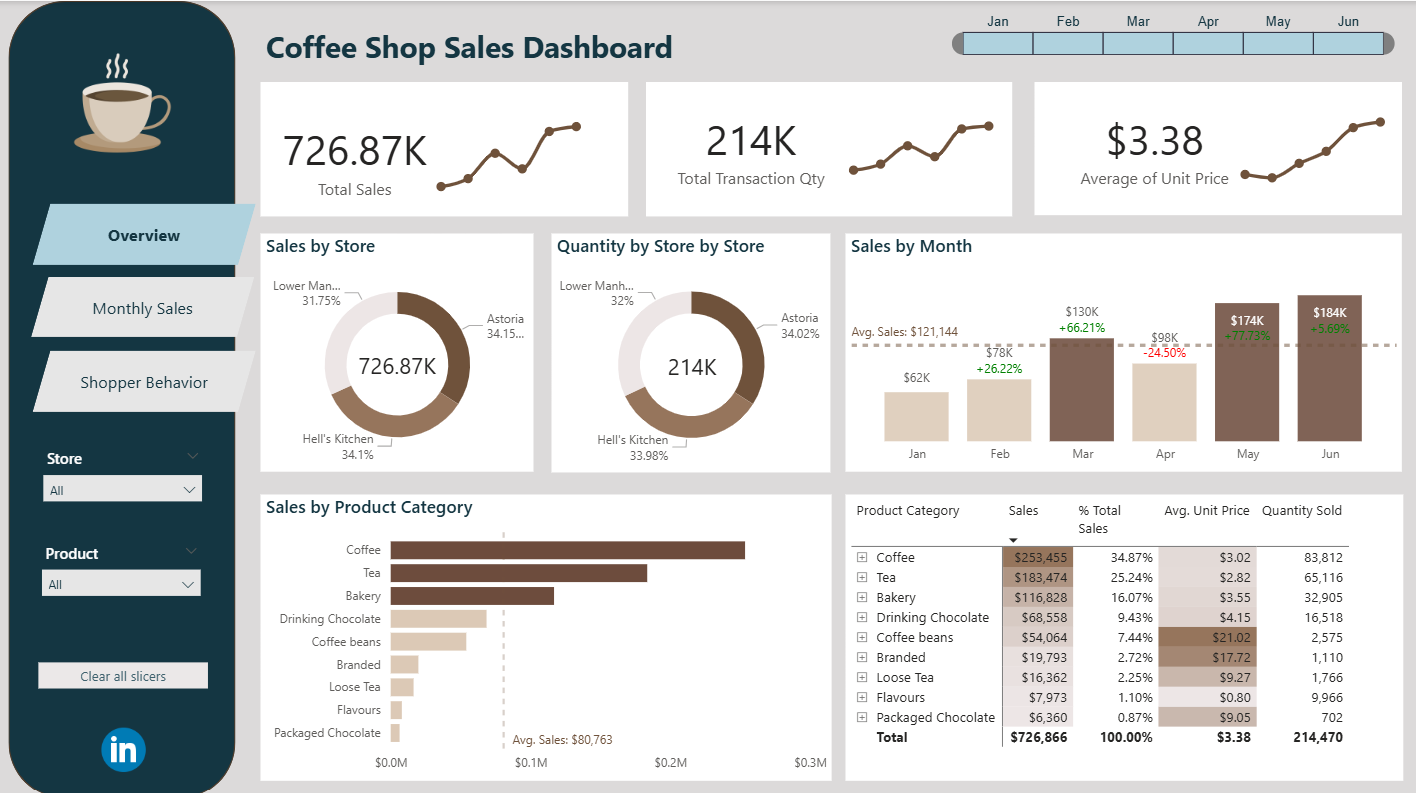 Coffee Shop Sales Dashboard
Jan Feb Mar Apr May Jun
726.87K
Total Sales
214K
Total Transaction Qty
$3.38
Average of Unit Price
Overview
Monthly Sales
Shopper Behavior
Store
All
Product
All
Clear all slicers
in
Sales by Store
Lower Man...
31.75%
Astoria
34.15...
726.87K
Hell's Kitchen
34.1%
Quantity by Store by Store
Lower Manh...
32%
Astoria
34.02%
214K
Hell's Kitchen
33.98%
Sales by Month
Avg. Sales: $121,144
$62K
$78K
+26.22%
$130K
+66.21%
$98K
-24.50%
$174K
+77.73%
$184K
+5.69%
Jan Feb Mar Apr May Jun
Sales by Product Category
Coffee
Tea
Bakery
Drinking Chocolate
Coffee beans
Branded
Loose Tea
Flavours
Packaged Chocolate
Avg. Sales: $80,763
$0.0M $0.1M $0.2M $0.3M
Product Category Sales % Total Sales Avg. Unit Price Quantity Sold
Coffee $253,455 34.87% $3.02 83,812
Tea $183,474 25.24% $2.82 65,116
Bakery $116,828 16.07% $3.55 32,905
Drinking Chocolate $68,558 9.43% $4.15 16,518
Coffee beans $54,064 7.44% $21.02 2,575
Branded $19,793 2.72% $17.72 1,110
Loose Tea $16,362 2.25% $9.27 1,766
Flavours $7,973 1.10% $0.80 9,966
Packaged Chocolate $6,360 0.87% $9.05 702
Total $726,866 100.00% $3.38 214,470